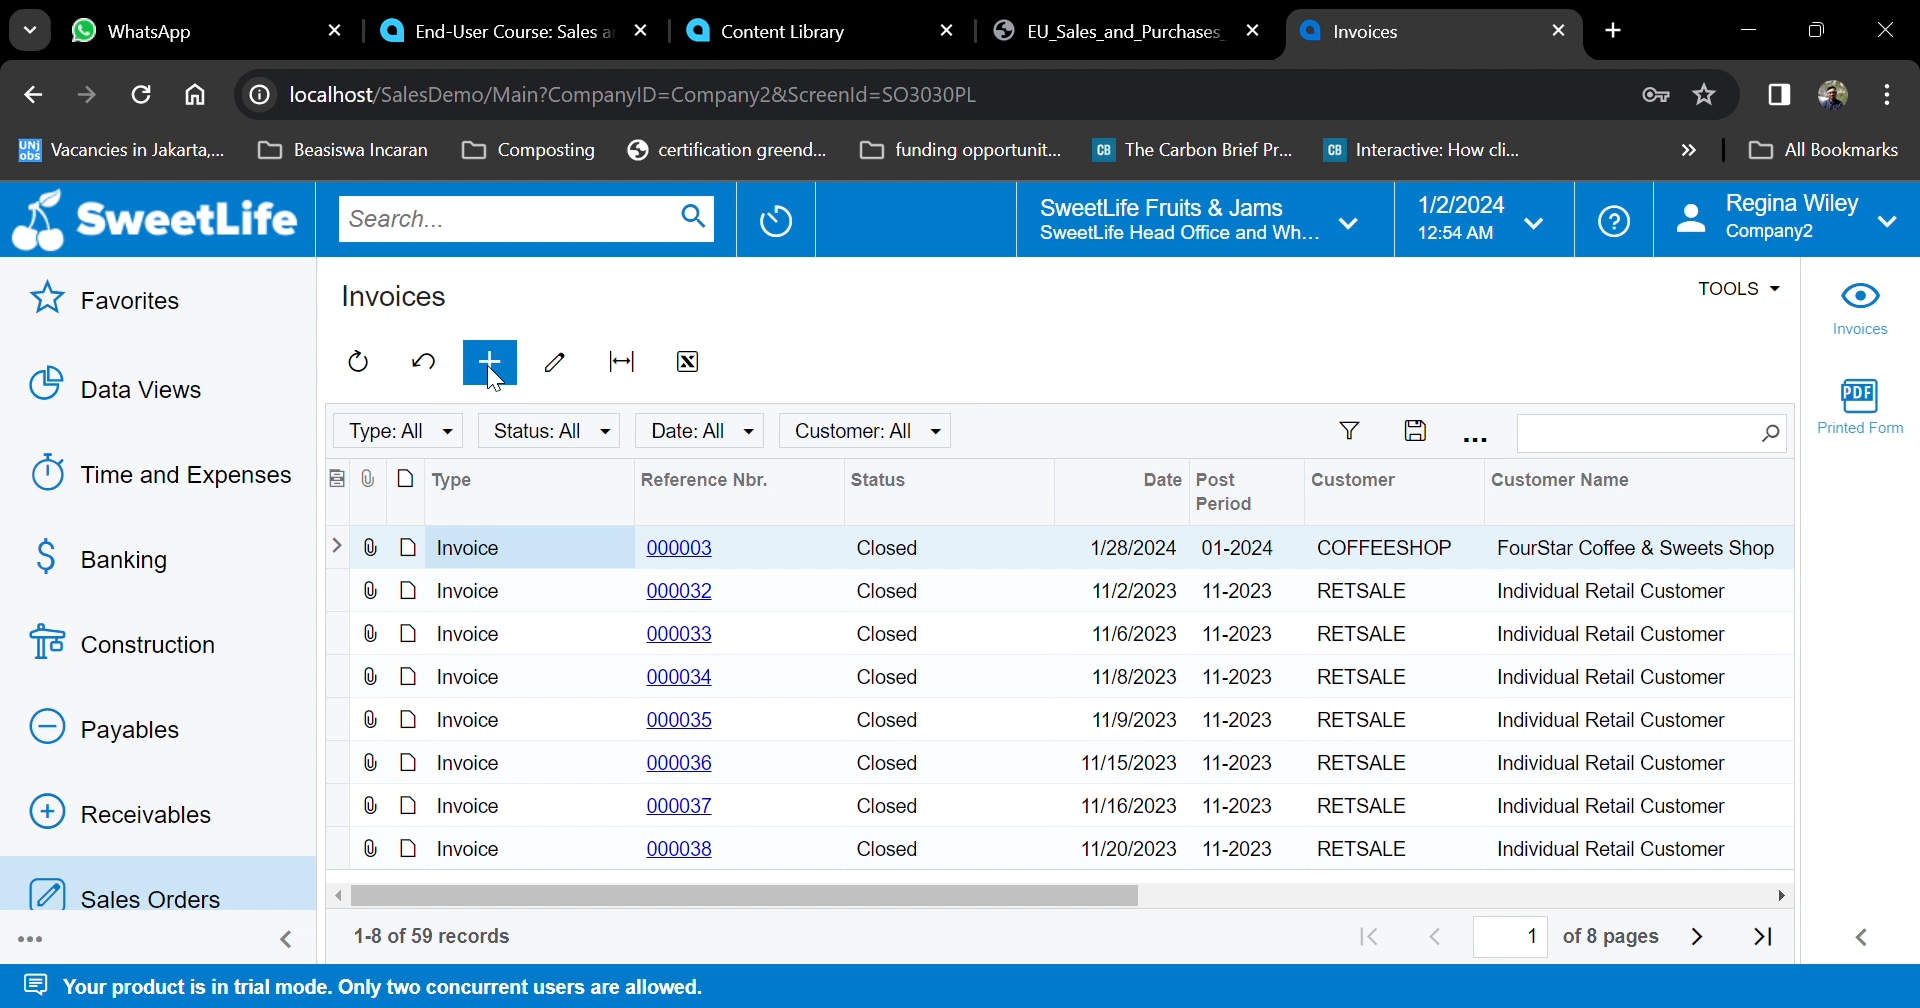 WhatsApp
End-User Course: Sales a
Content Library
EU_Sales_and_Purchases_
Invoices
localhost/SalesDemo/Main?CompanyID=Company2&ScreenId=SO3030PL
UNj obs Vacancies in Jakarta,...
Beasiswa Incaran
Composting
certification greend...
funding opportunit...
CB The Carbon Brief Pr...
CB Interactive: How cli...
All Bookmarks
SweetLife
Search...
SweetLife Fruits & Jams
SweetLife Head Office and Wh...
1/2/2024
12:54 AM
Regina Wiley
Company2
Favorites
Data Views
Time and Expenses
Banking
Construction
Payables
Receivables
Sales Orders
Invoices
TOOLS
Invoices
PDF
Printed Form
Type: All
Status: All
Date: All
Customer: All
Type Reference Nbr. Status Date Post Period Customer Customer Name
Invoice 000003 Closed 1/28/2024 01-2024 COFFEESHOP FourStar Coffee & Sweets Shop
Invoice 000032 Closed 11/2/2023 11-2023 RETSALE Individual Retail Customer
Invoice 000033 Closed 11/6/2023 11-2023 RETSALE Individual Retail Customer
Invoice 000034 Closed 11/8/2023 11-2023 RETSALE Individual Retail Customer
Invoice 000035 Closed 11/9/2023 11-2023 RETSALE Individual Retail Customer
Invoice 000036 Closed 11/15/2023 11-2023 RETSALE Individual Retail Customer
Invoice 000037 Closed 11/16/2023 11-2023 RETSALE Individual Retail Customer
Invoice 000038 Closed 11/20/2023 11-2023 RETSALE Individual Retail Customer
1-8 of 59 records
1 of 8 pages
Your product is in trial mode. Only two concurrent users are allowed.